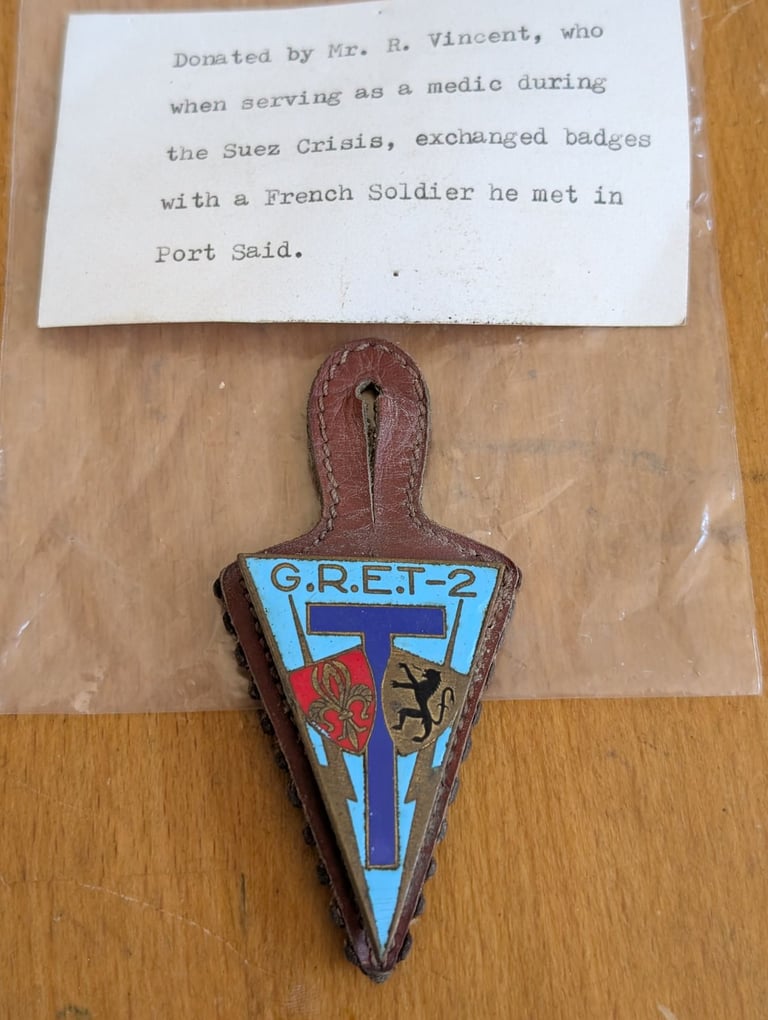 Donated by Mr. R. Vincent, who
when serving as a medic during
the Suez Crisis, exchanged badges
with a French Soldier he met in
Port Said.
G.R.E.T-2
T